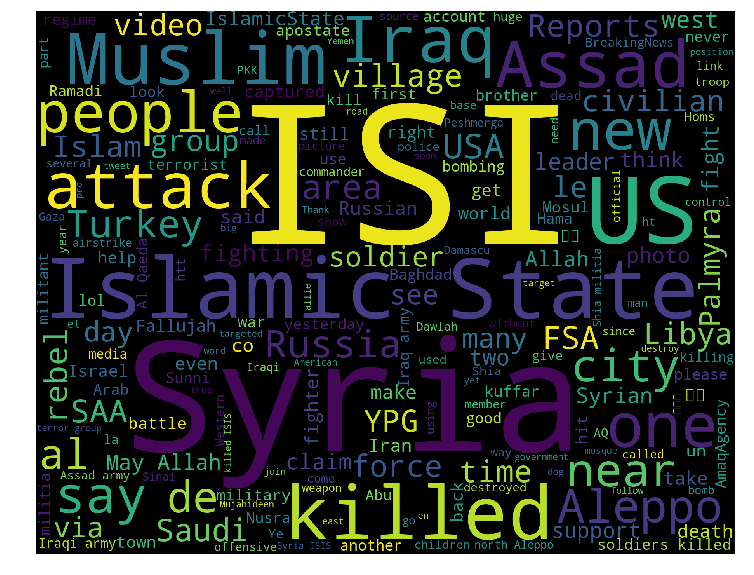 regime
video
IslamicState
apostate
account
huge
source
Yemen
Reports
west
BreakingNews
never
position
link
troop
part
Muslim
Iraq
Assad
PKK
Ramadi
look
captured
kill
first
village
brother
dead
civilian
Homs
people
call
still
road
right
base
Peshmerga
new
several
Islam
group
made
well
use
picture
police
soon
USA
need
leader
think
fight
tweet
terrorist
commander
bombing
attack
ISI
US
pro
Thank
show
area
get
le
Mosul
official
control
Gaza
year
airstrike
Turkey
said
big
Russian
world
Hama
ht
Palmyra
help
htt
fighting
soldier
Allah
Damascu
photo
militant
Al Qaeda
Baghdad
see
target
Shia militia
man
Islamic State
lol
allie
el
day
Fallujah
war
yesterday
Dawlah
without
many
FSA
since
Libya
destroy
media
co
targeted
Iraq army
used
two
give
city
killing
rebel
Israel
even
word
Iraqi
American
Russia
Shia
yet
Syrian
please
Arab
Sunni
true
make
kuffar
using
hit
Syria
SAA
Western
fighter
YPG
member
good
one
terror group
battle
killed Isis
AQ
AmaqAgency
al
la
May Allah
claim
force
Iran
way
government
mosque
called
un
Assad army
Sinai
join
come
time
near
take
say
de
military
weapon
Abu
back
destroyed
dog
follow
bomb
militia
via
Saudi
Mujahideen
Nusra
east
killed
go
en
Aleppo
support
death
Iraqi army
town
offensive
Ye
Syria ISIS
another
children
north Aleppo
soldiers killed